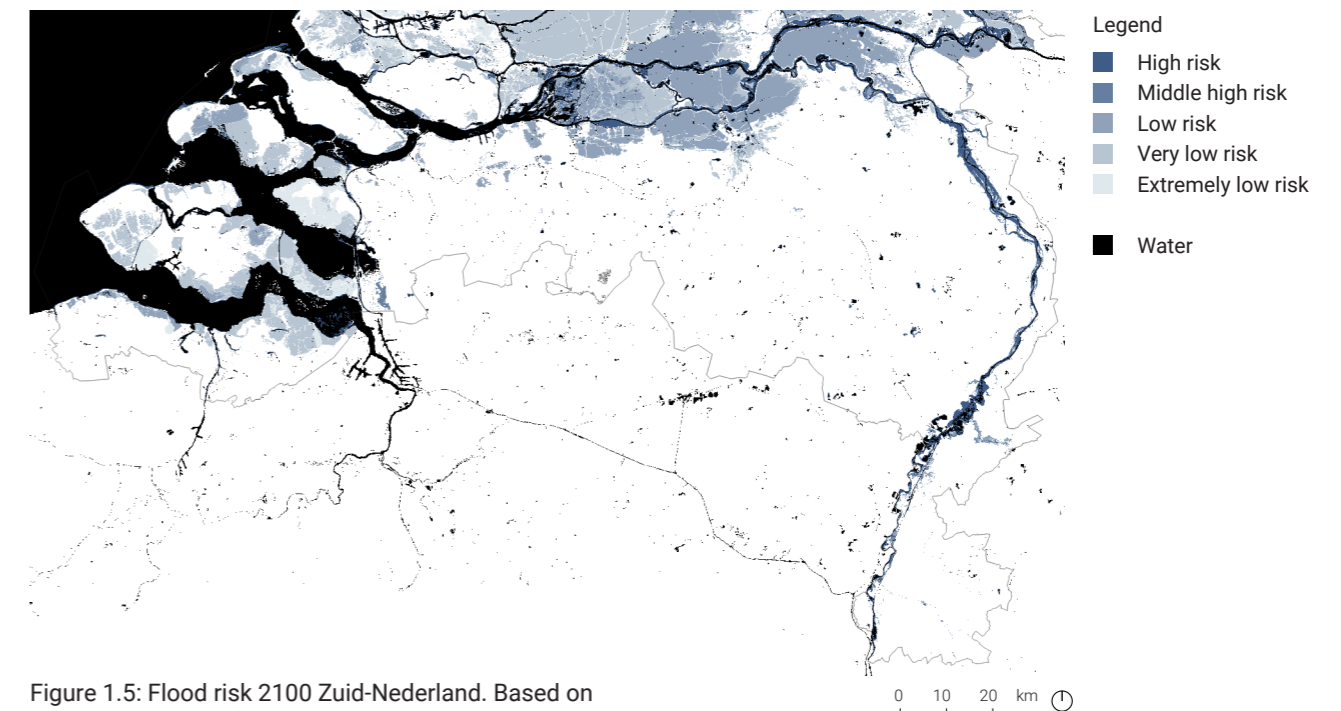 Legend
High risk
Middle high risk
Low risk
Very low risk
Extremely low risk
Water
Figure 1.5: Flood risk 2100 Zuid-Nederland. Based on
0 10 20 km